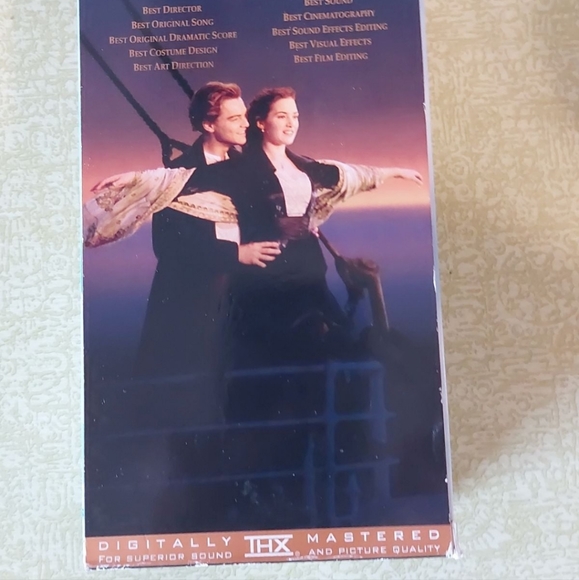 Best Director
Best Original Song
Best Original Dramatic Score
Best Costume Design
Best Art Direction
Best Sound
Best Cinematography
Best Sound Effects Editing
Best Visual Effects
Best Film Editing
DIGITALLY THX MASTERED
FOR SUPERIOR SOUND ® AND PICTURE QUALITY